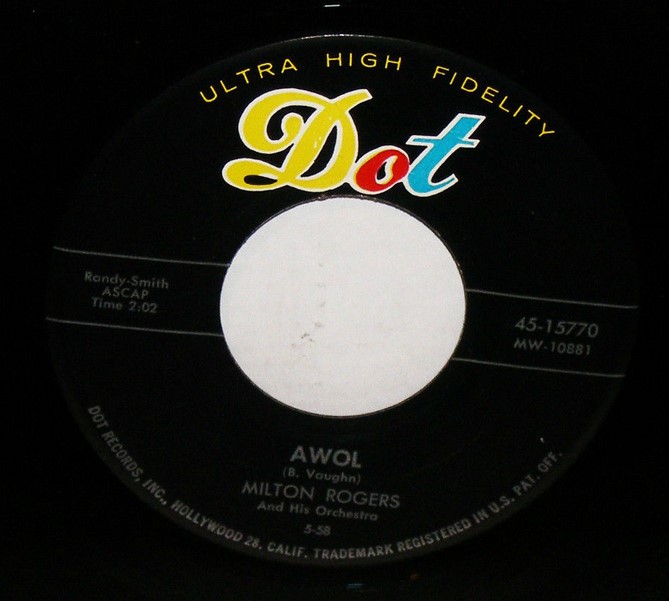 ULTRA HIGH FIDELITY
Dot
Randy-Smith
ASCAP
Time 2:02
45-15770
MW-10881
AWOL
(B. Vaughn)
MILTON ROGERS
And His Orchestra
5-58
DOT RECORDS, INC., HOLLYWOOD 28, CALIF. TRADEMARK REGISTERED IN U.S. PAT. OFF.